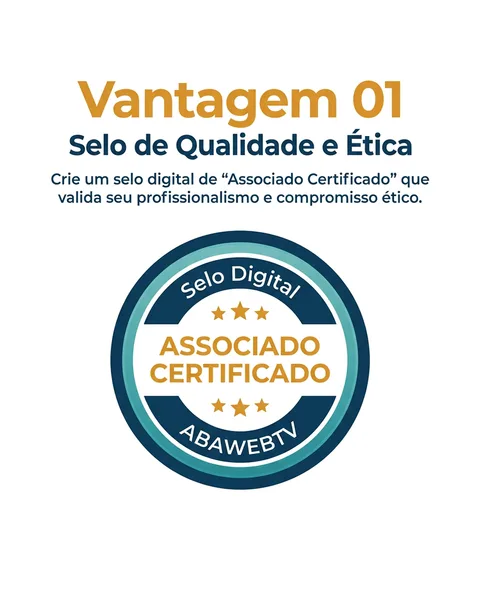 Vantagem 01
Selo de Qualidade e Ética
Crie um selo digital de “Associado Certificado” que
valida seu profissionalismo e compromisso ético.
Selo Digital
ASSOCIADO
CERTIFICADO
ABAWEBTV